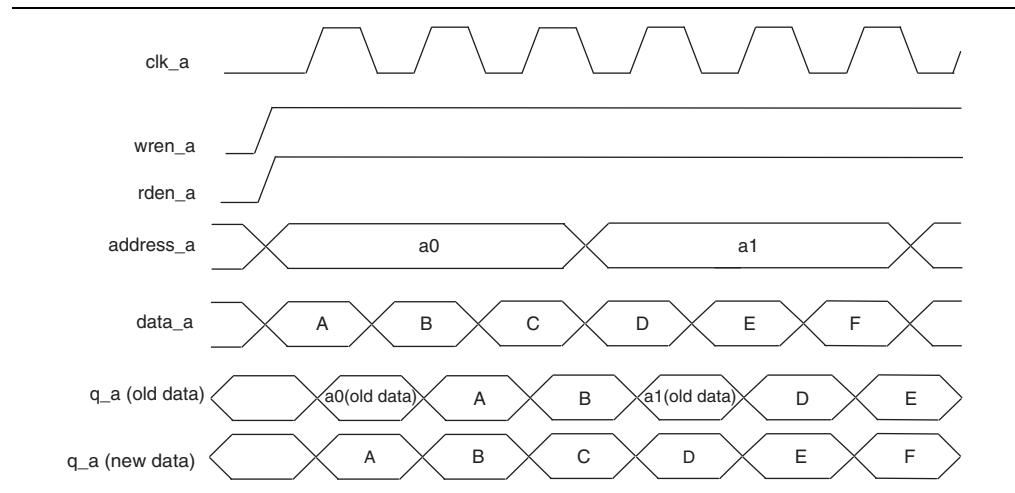 clk_a
wren_a
rden_a
address_a a0 a1
data_a A B C D E F
q_a (old data) a0(old data) A B a1(old data) D E
q_a (new data) A B C D E F